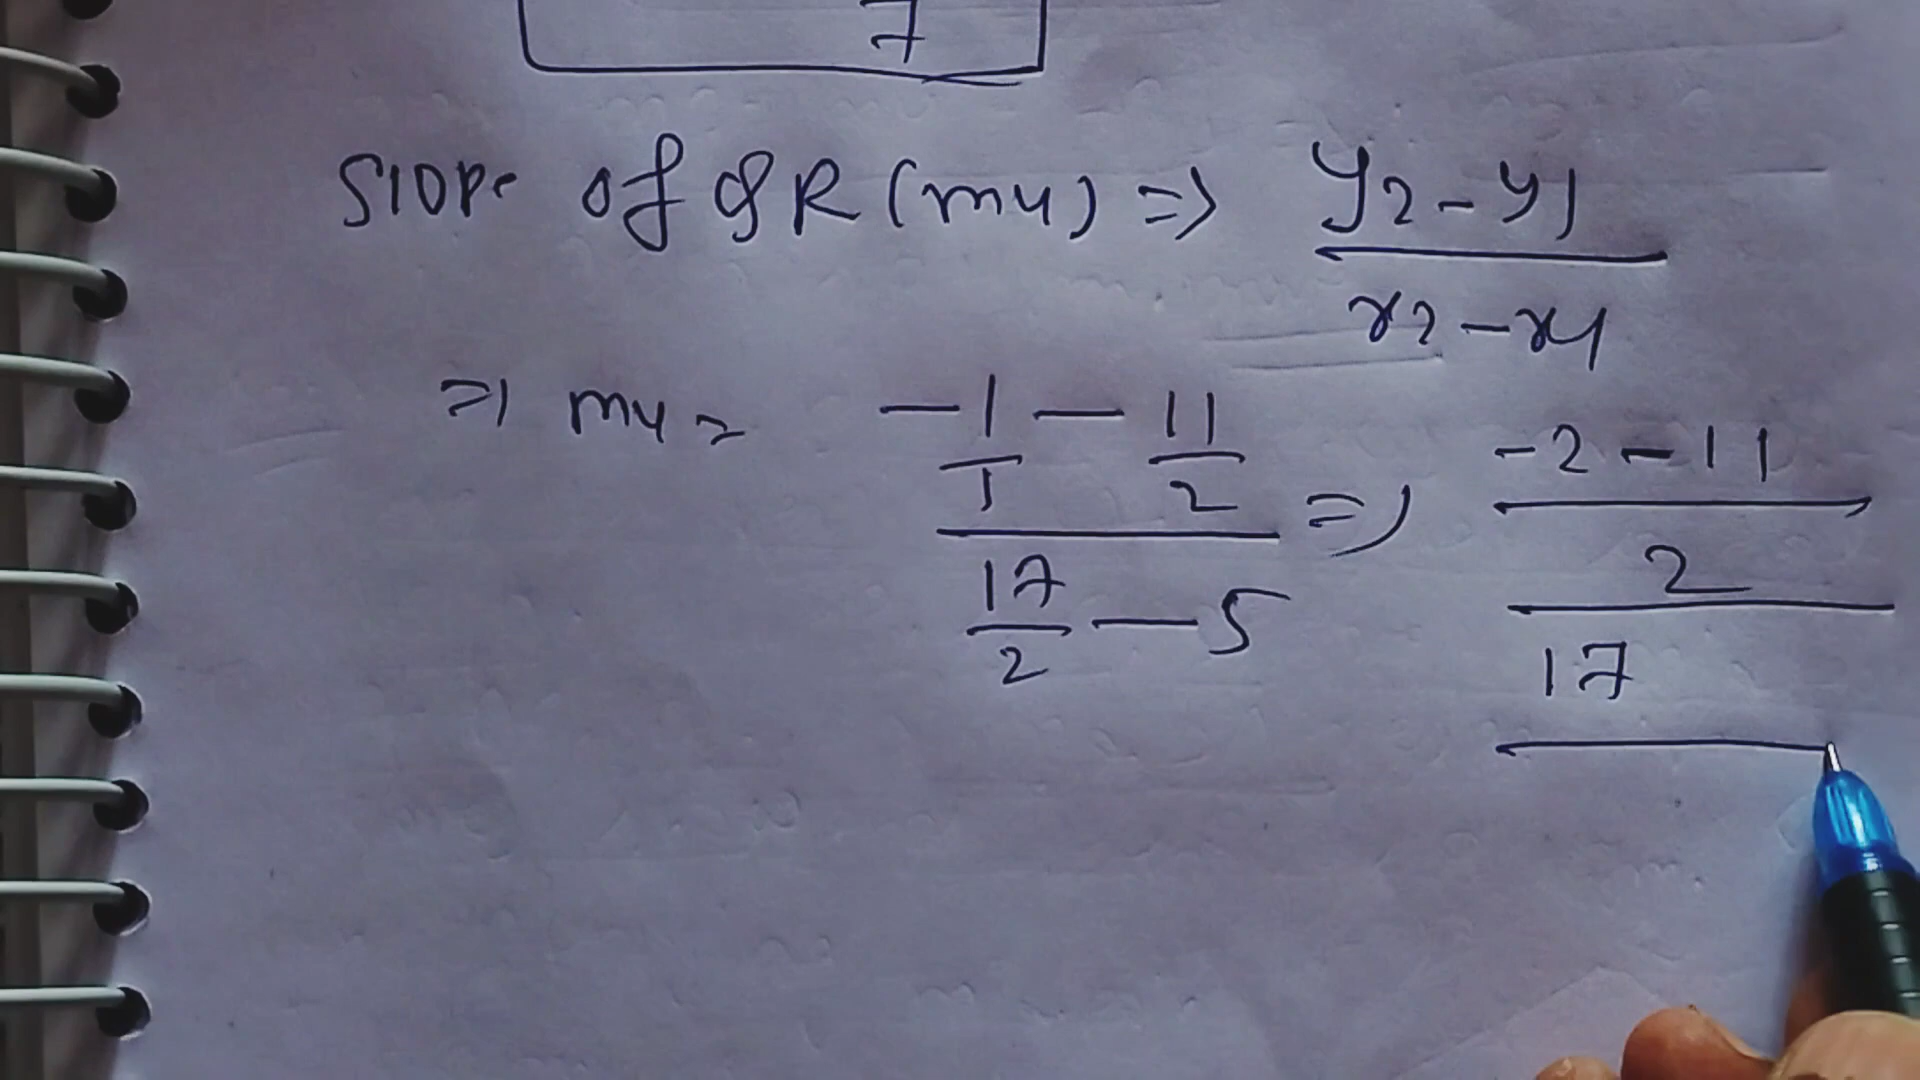 7
Slope of QR (m4) => y2 - y1
x2 - x1
=> m4 = -1/1 - 11/2 => -2 - 11
2
17/2 - 5
17